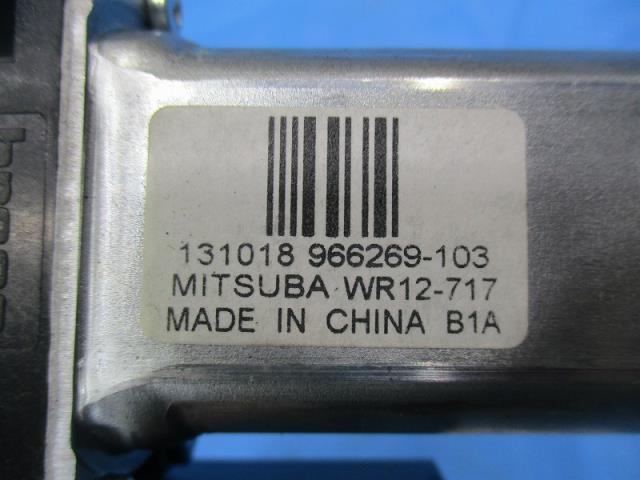 131018 966269-103
MITSUBA WR12-717
MADE IN CHINA B1A